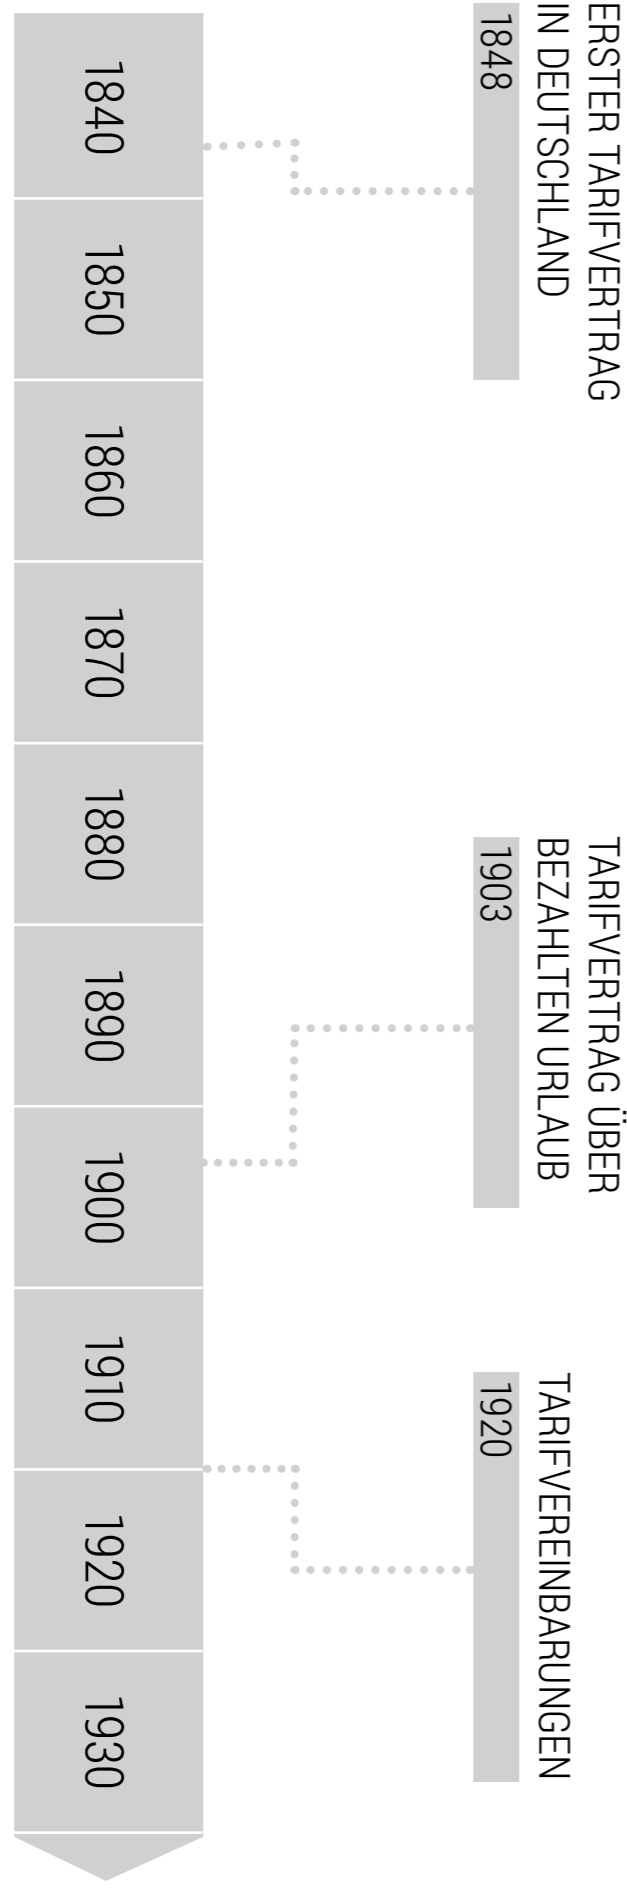 ERSTER TARIFVERTRAG
IN DEUTSCHLAND
1848
TARIFVERTRAG ÜBER
BEZAHLTEN URLAUB
1903
TARIFVEREINBARUNGEN
1920
1840
1850
1860
1870
1880
1890
1900
1910
1920
1930